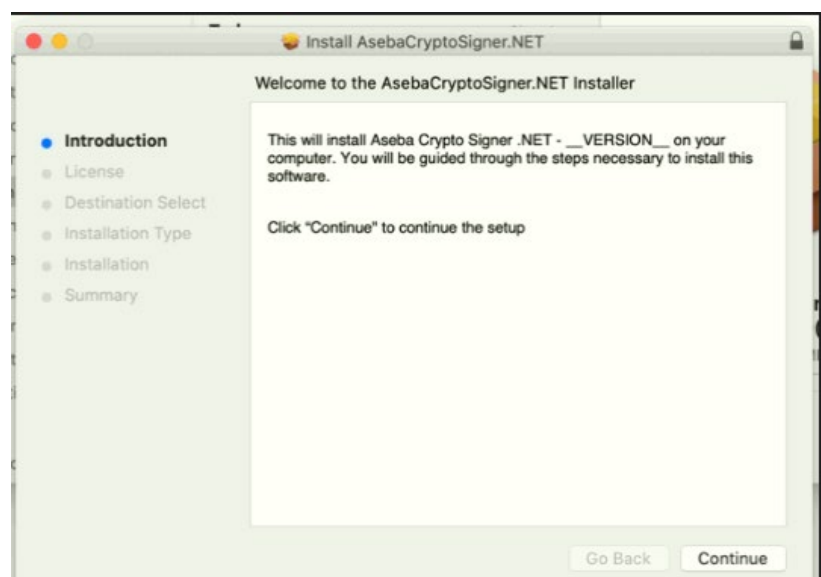 Install AsebaCryptoSigner.NET
Welcome to the AsebaCryptoSigner.NET Installer
Introduction
License
Destination Select
Installation Type
Installation
Summary
This will install Aseba Crypto Signer .NET - __VERSION__ on your
computer. You will be guided through the steps necessary to install this
software.
Click "Continue" to continue the setup
Go Back
Continue